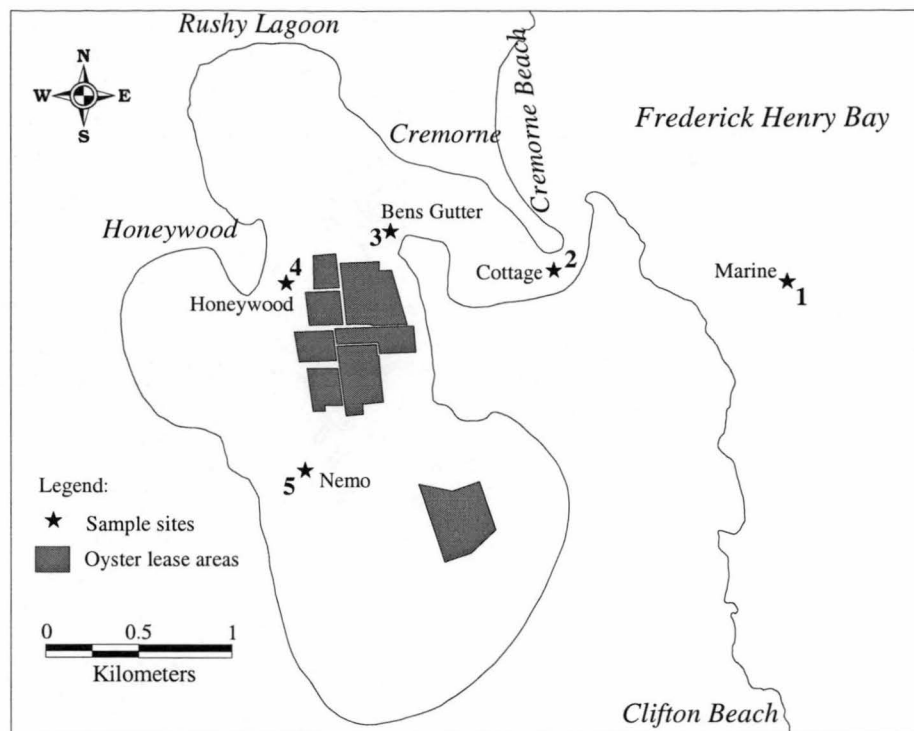 Rushy Lagoon
N
W E
S
Cremorne
Cremorne Beach
Frederick Henry Bay
Bens Gutter
3
Honeywood
4
Honeywood
Cottage 2
Marine
1
5 Nemo
Legend:
Sample sites
Oyster lease areas
0 0.5 1
Kilometers
Clifton Beach